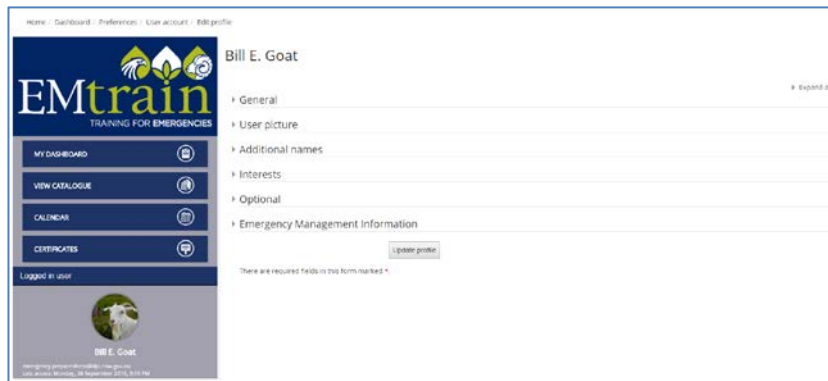 Home / Dashboard / Preferences / User account / Edit profile
EMtrain
TRAINING FOR EMERGENCIES
MY DASHBOARD
VIEW CATALOGUE
CALENDAR
CERTIFICATES
Logged in user
Bill E. Goat
Bill E. Goat
Expand
General
User picture
Additional names
Interests
Optional
Emergency Management Information
Update profile
There are required fields in this form marked *.